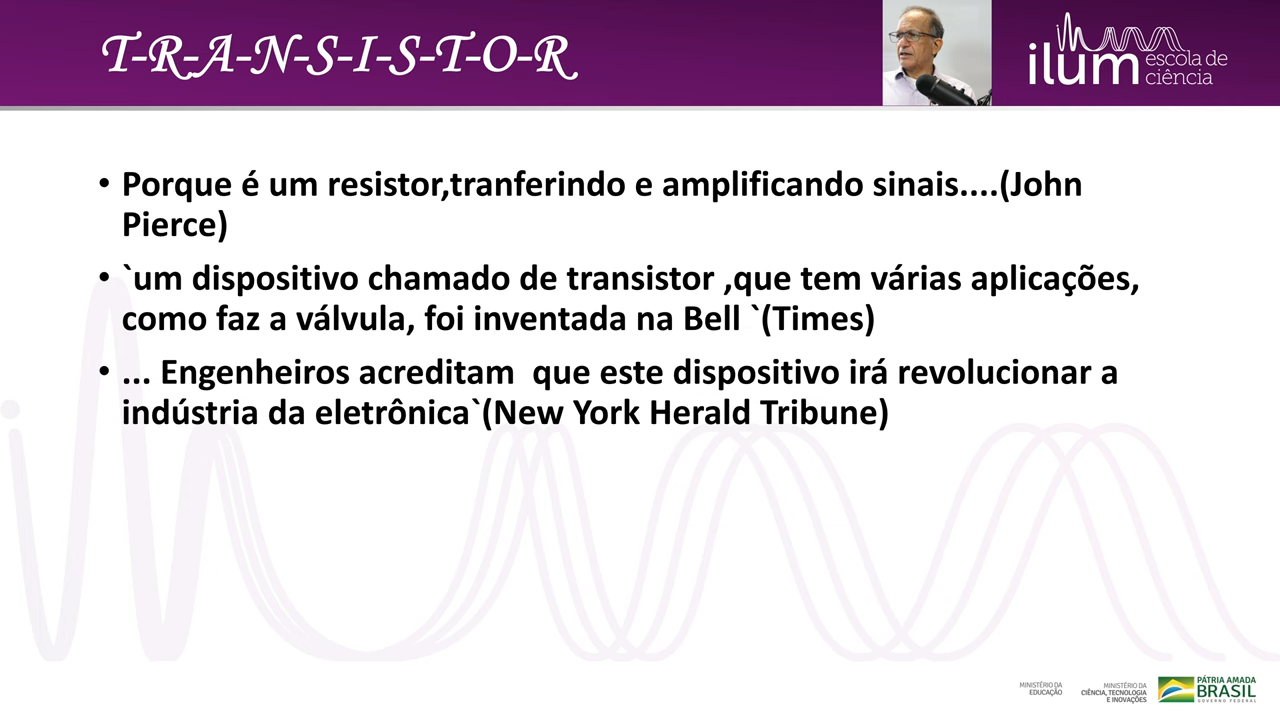 T-R-A-N-S-I-S-T-O-R
ilum escola de
ciência
• Porque é um resistor,tranferindo e amplificando sinais....(John
Pierce)
• `um dispositivo chamado de transistor ,que tem várias aplicações,
como faz a válvula, foi inventada na Bell `(Times)
• ... Engenheiros acreditam  que este dispositivo irá revolucionar a
indústria da eletrônica`(New York Herald Tribune)
MINISTÉRIO DA
EDUCAÇÃO
MINISTÉRIO DA
CIÊNCIA, TECNOLOGIA
E INOVAÇÕES
PÁTRIA AMADA
BRASIL
GOVERNO FEDERAL